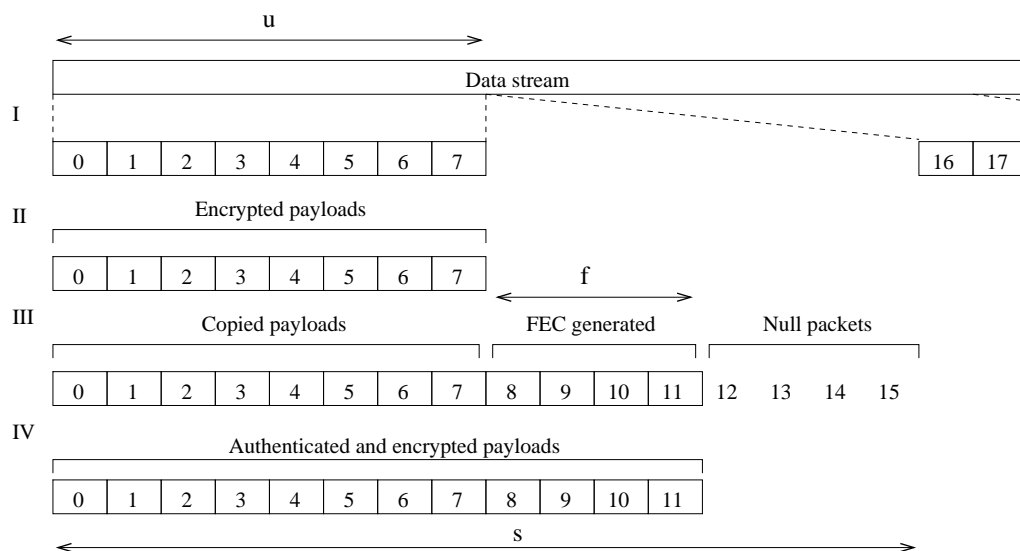 u
Data stream
I
0 1 2 3 4 5 6 7 16 17
II
Encrypted payloads
0 1 2 3 4 5 6 7
f
III
Copied payloads FEC generated Null packets
0 1 2 3 4 5 6 7 8 9 10 11 12 13 14 15
IV
Authenticated and encrypted payloads
0 1 2 3 4 5 6 7 8 9 10 11
s